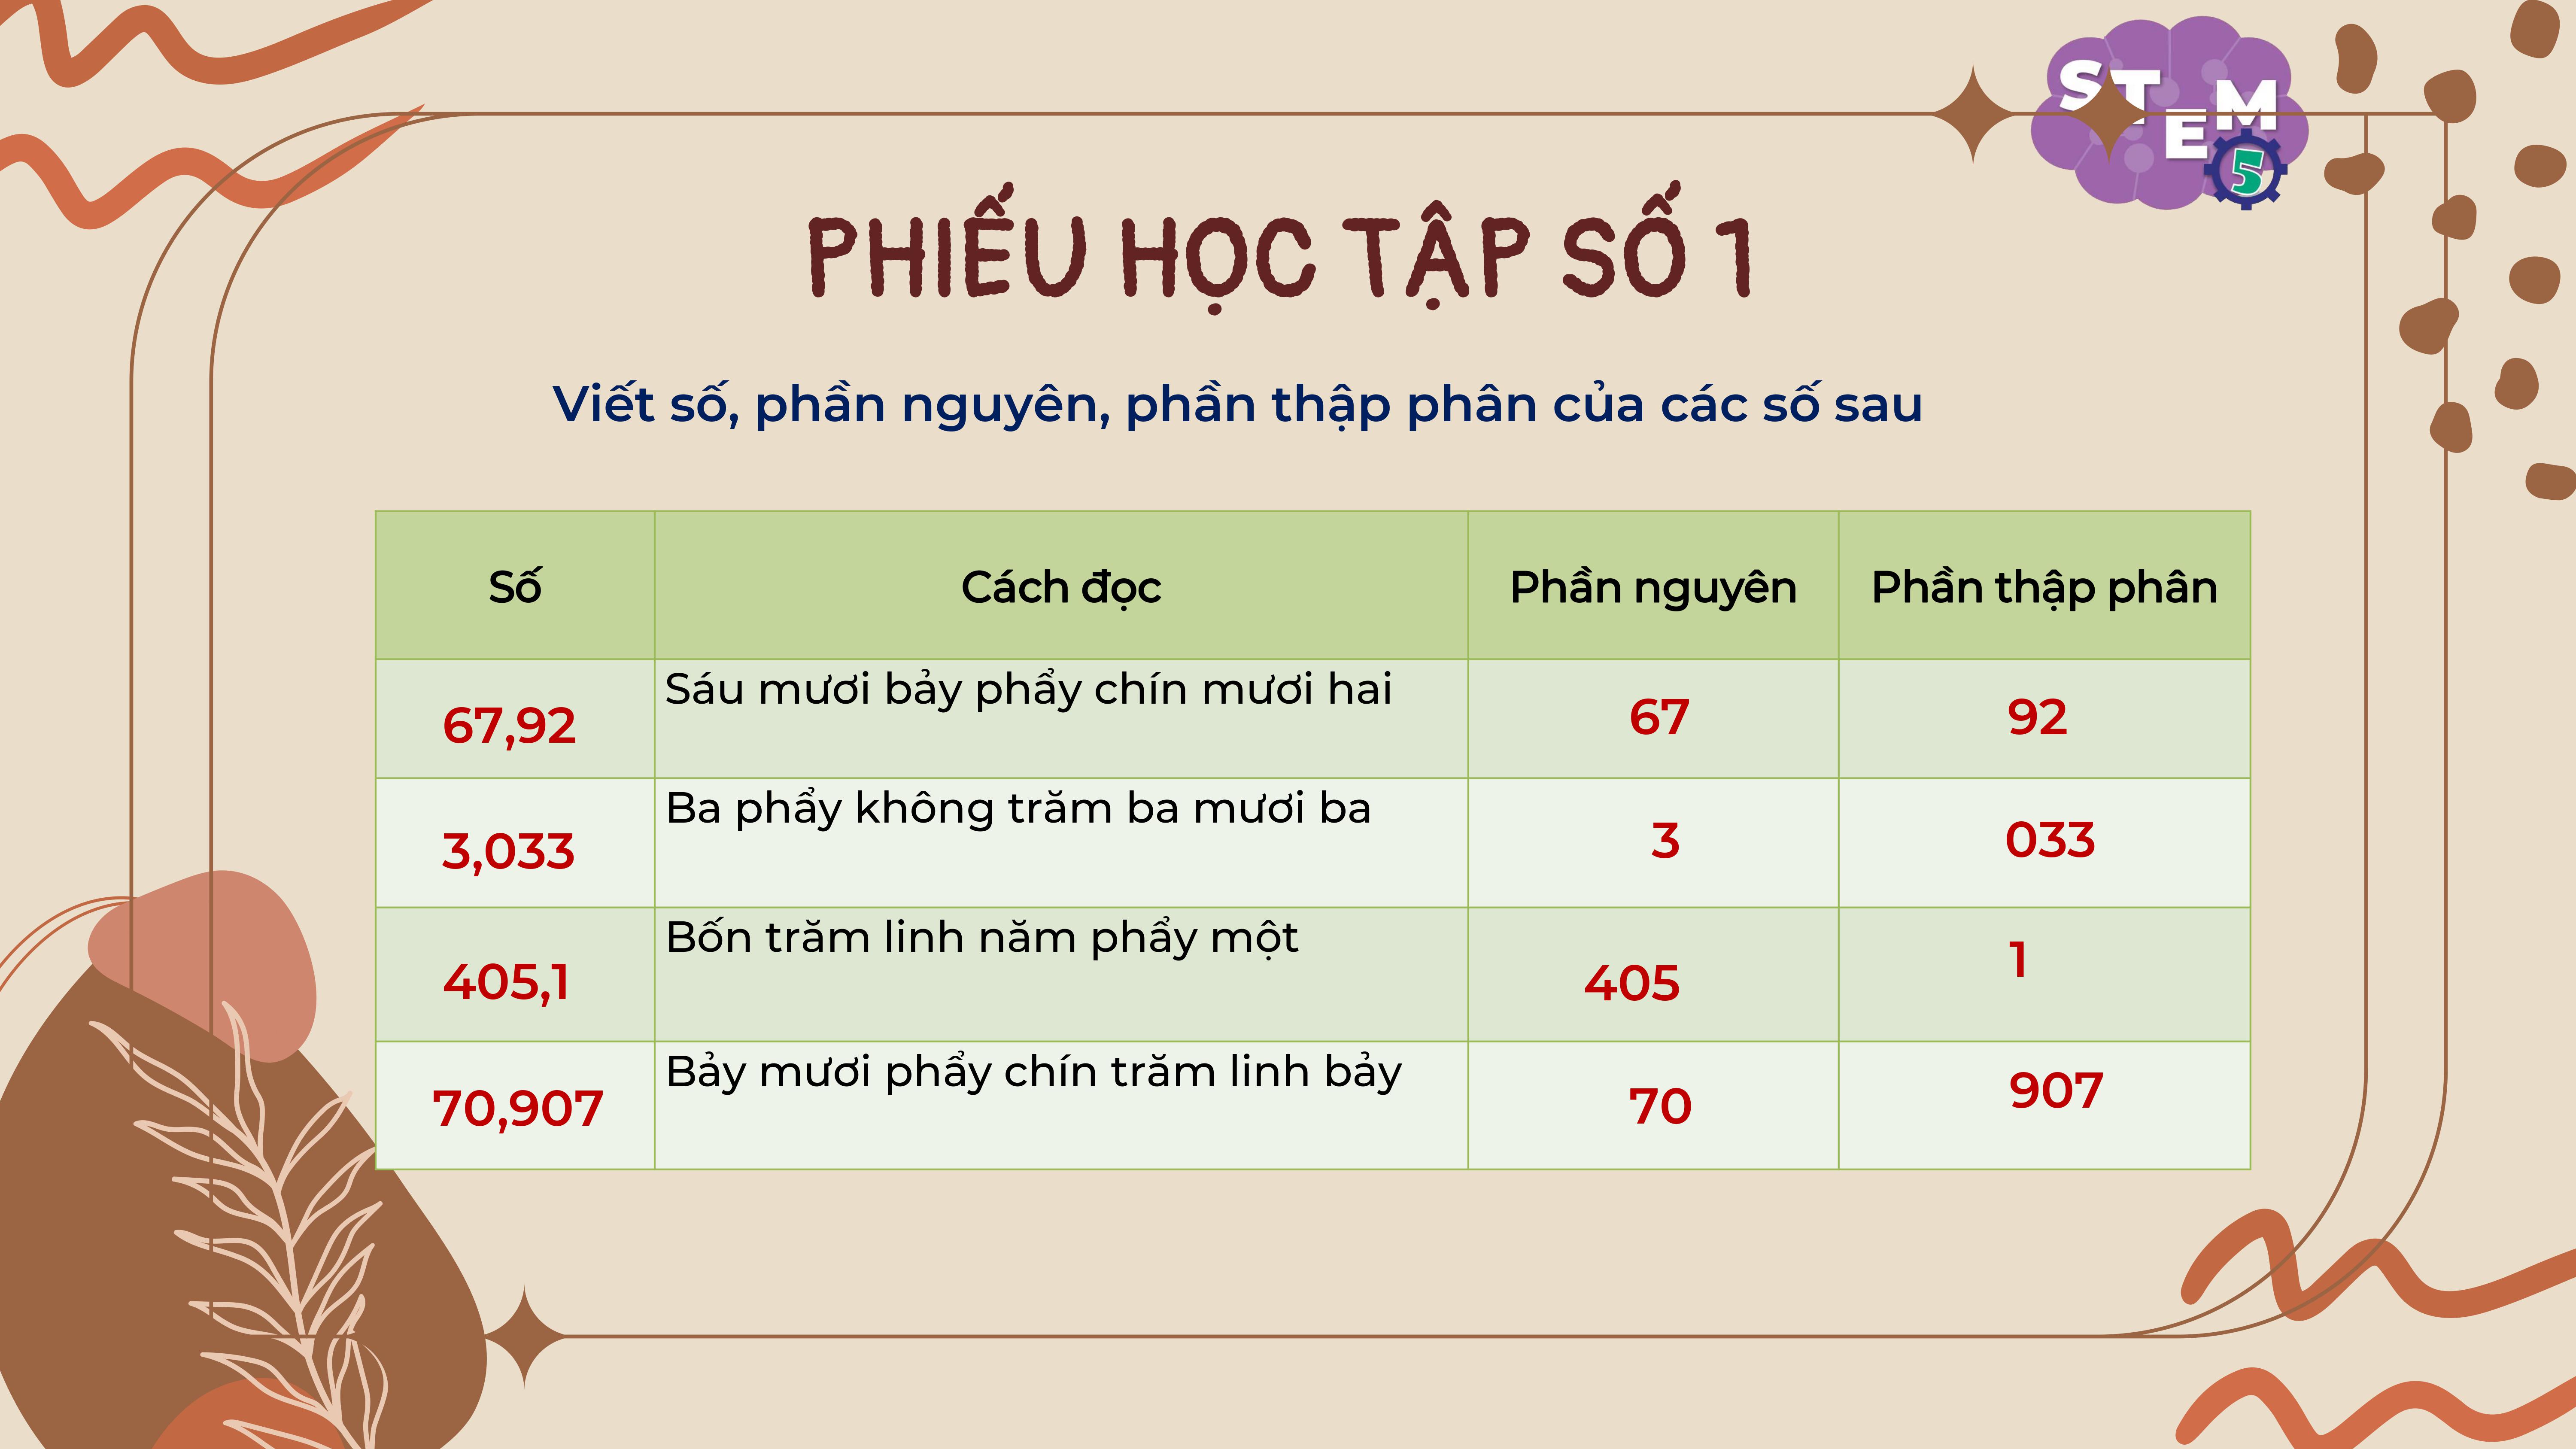 STEM
5
PHIẾU HỌC TẬP SỐ 1
Viết số, phần nguyên, phần thập phân của các số sau
Số Cách đọc Phần nguyên Phần thập phân
67,92 Sáu mươi bảy phẩy chín mươi hai 67 92
3,033 Ba phẩy không trăm ba mươi ba 3 033
405,1 Bốn trăm linh năm phẩy một 405 1
70,907 Bảy mươi phẩy chín trăm linh bảy 70 907